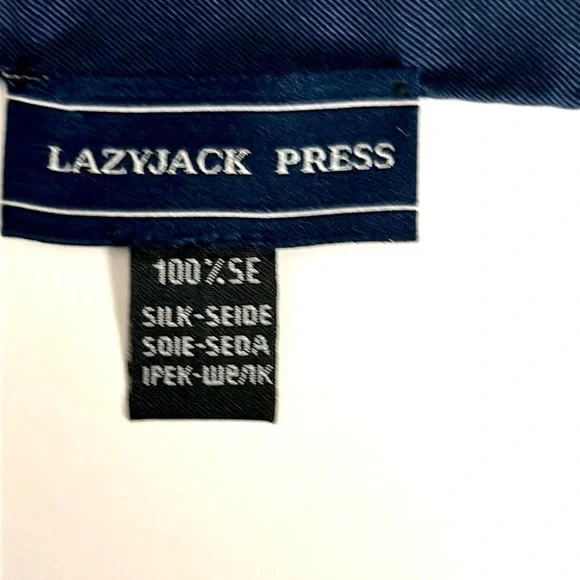 LAZYJACK PRESS
100%SE
SILK-SEIDE
SOIE-SEDA
IPEK-шелк